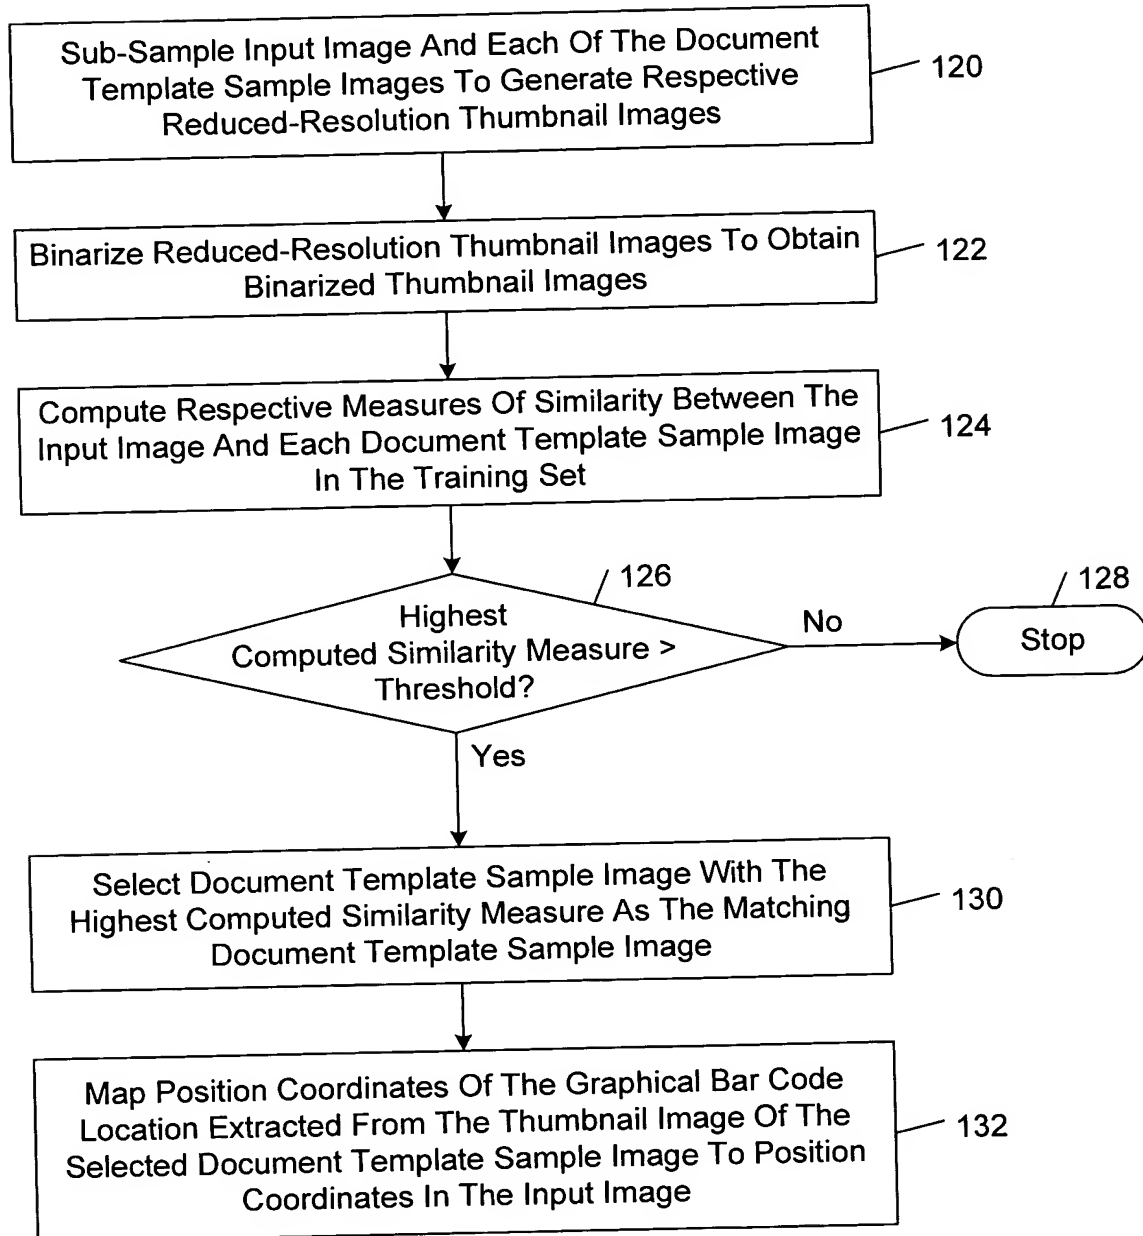 Sub-Sample Input Image And Each Of The Document
Template Sample Images To Generate Respective
Reduced-Resolution Thumbnail Images
120
Binarize Reduced-Resolution Thumbnail Images To Obtain
Binarized Thumbnail Images
122
Compute Respective Measures Of Similarity Between The
Input Image And Each Document Template Sample Image
In The Training Set
124
126
Highest
Computed Similarity Measure >
Threshold?
No
128
Stop
Yes
Select Document Template Sample Image With The
Highest Computed Similarity Measure As The Matching
Document Template Sample Image
130
Map Position Coordinates Of The Graphical Bar Code
Location Extracted From The Thumbnail Image Of The
Selected Document Template Sample Image To Position
Coordinates In The Input Image
132